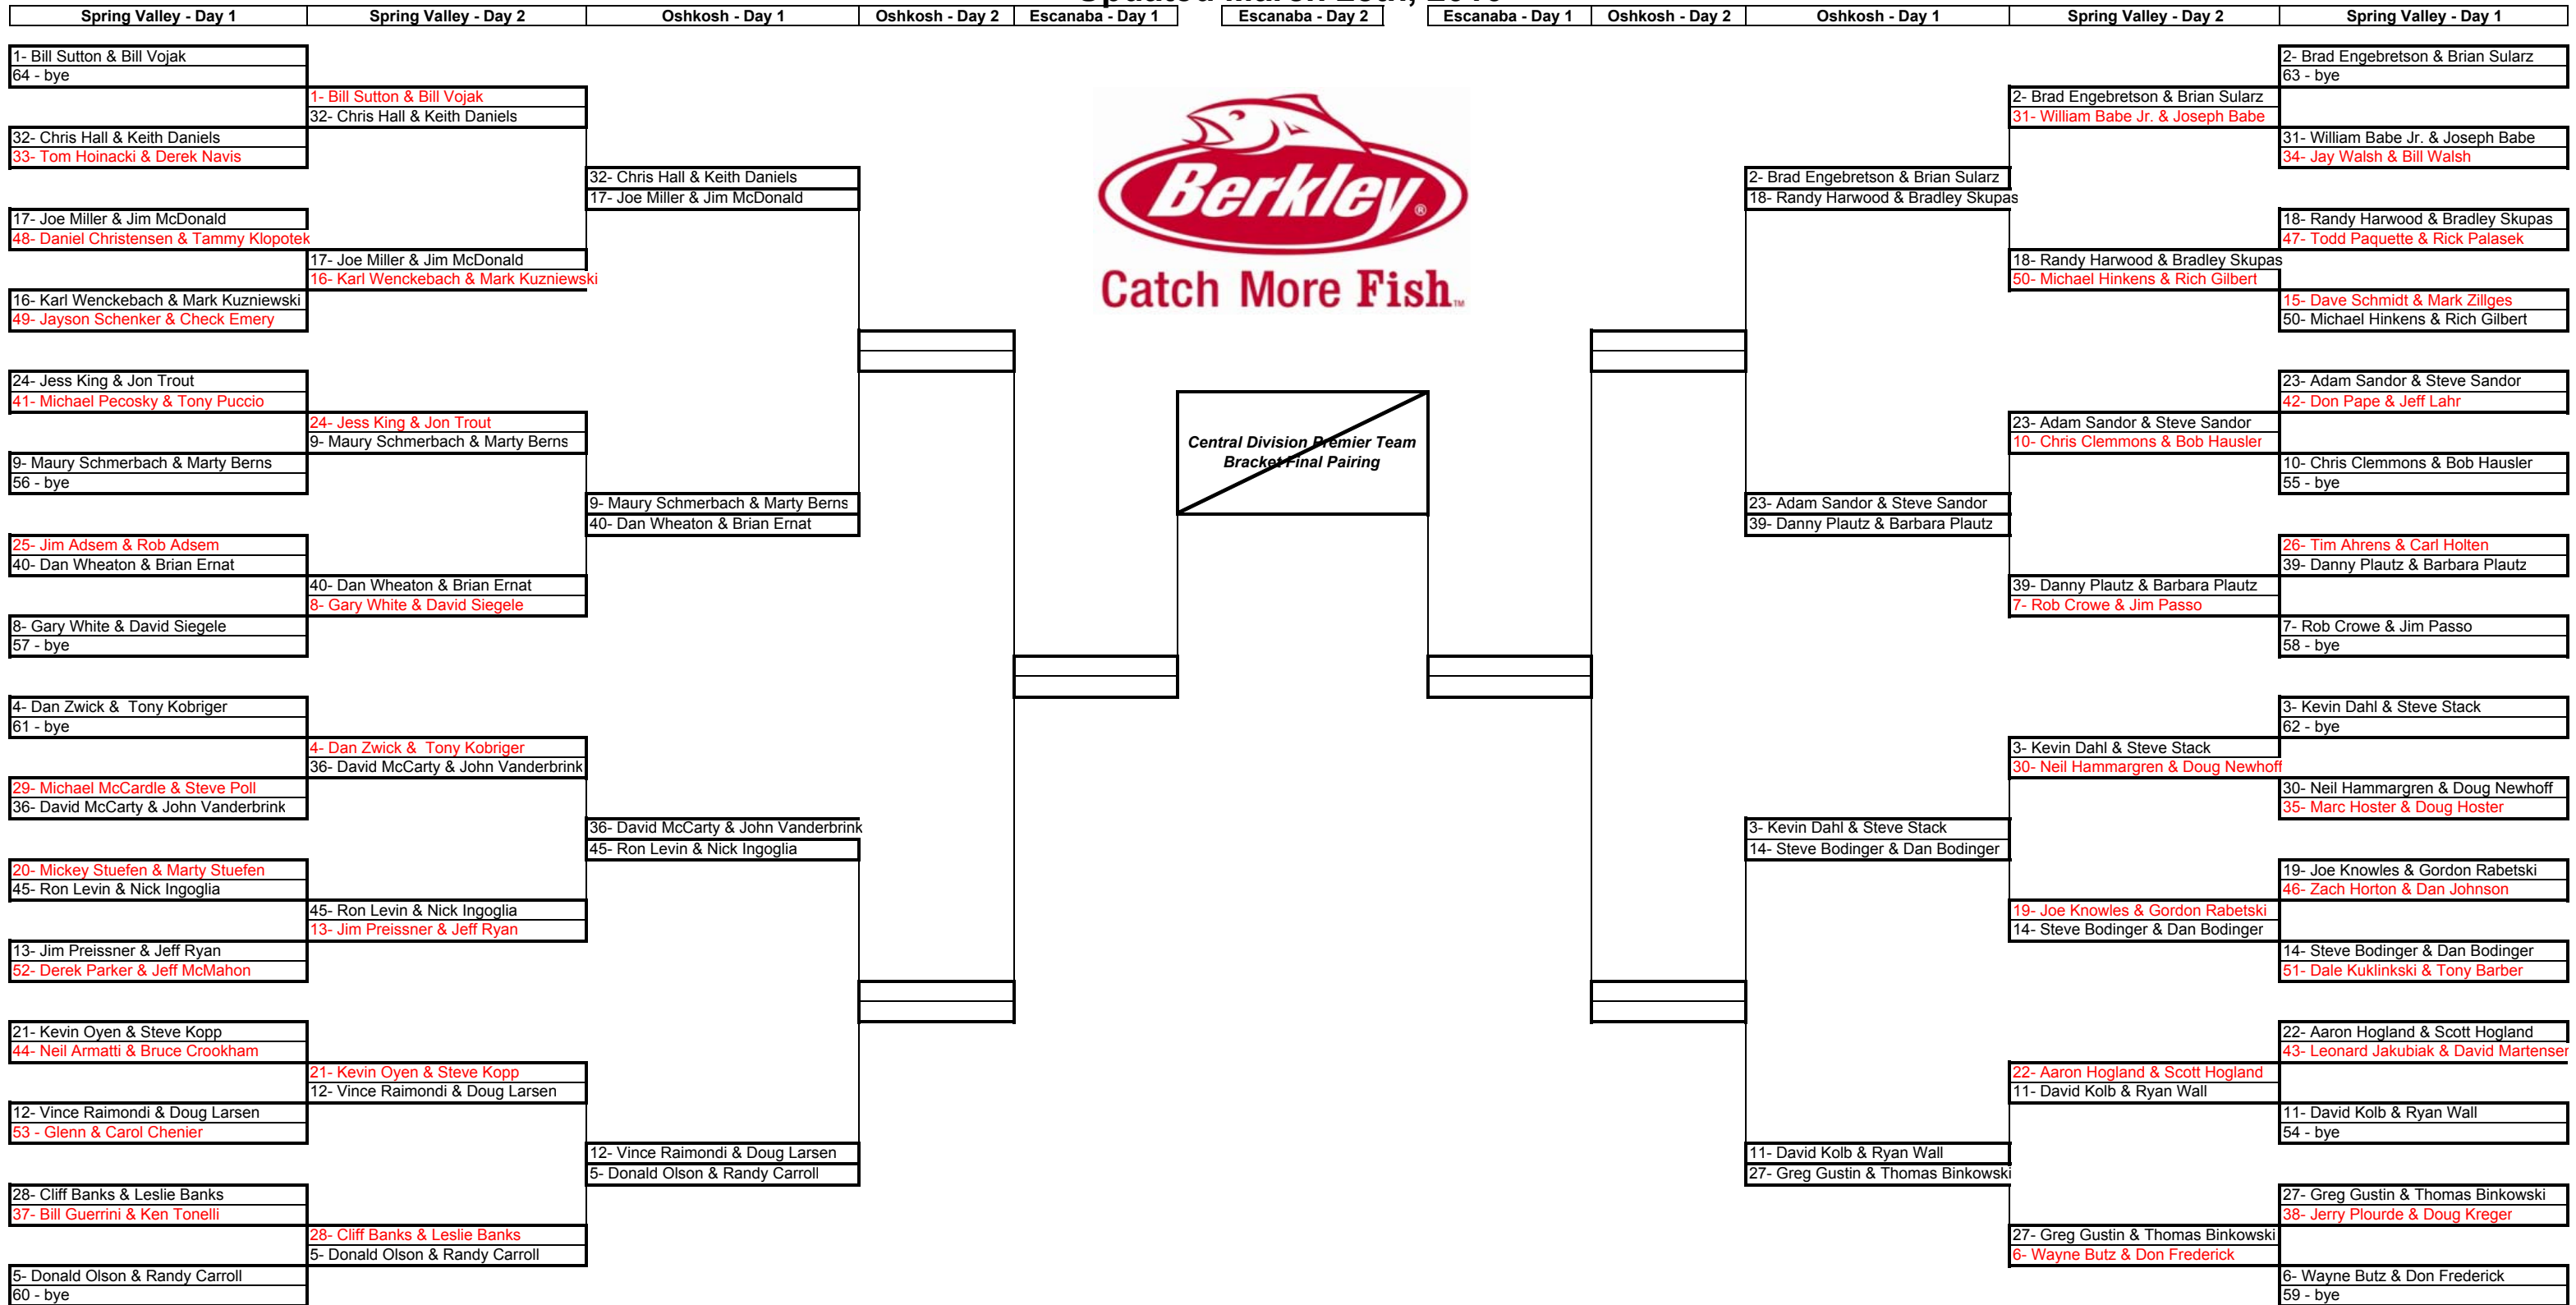 Spring Valley - Day 1
Spring Valley - Day 2
Oshkosh - Day 1
Oshkosh - Day 2
Escanaba - Day 1
Escanaba - Day 2
Escanaba - Day 1
Oshkosh - Day 2
Oshkosh - Day 1
Spring Valley - Day 2
Spring Valley - Day 1
1- Bill Sutton & Bill Vojak
64 - bye
32- Chris Hall & Keith Daniels
33- Tom Hoinacki & Derek Navis
17- Joe Miller & Jim McDonald
48- Daniel Christensen & Tammy Klopotek
16- Karl Wenckebach & Mark Kuzniewski
49- Jayson Schenker & Check Emery
24- Jess King & Jon Trout
41- Michael Pecosky & Tony Puccio
9- Maury Schmerbach & Marty Berns
56 - bye
25- Jim Adsem & Rob Adsem
40- Dan Wheaton & Brian Ernat
8- Gary White & David Siegele
57 - bye
4- Dan Zwick & Tony Kobriger
61 - bye
29- Michael McCardle & Steve Poll
36- David McCarty & John Vanderbrink
20- Mickey Stuefen & Marty Stuefen
45- Ron Levin & Nick Ingoglia
13- Jim Preissner & Jeff Ryan
52- Derek Parker & Jeff McMahon
21- Kevin Oyen & Steve Kopp
44- Neil Armatti & Bruce Crookham
12- Vince Raimondi & Doug Larsen
53 - Glenn & Carol Chenier
28- Cliff Banks & Leslie Banks
37- Bill Guerrini & Ken Tonelli
5- Donald Olson & Randy Carroll
60 - bye
1- Bill Sutton & Bill Vojak
32- Chris Hall & Keith Daniels
17- Joe Miller & Jim McDonald
16- Karl Wenckebach & Mark Kuzniewski
24- Jess King & Jon Trout
9- Maury Schmerbach & Marty Berns
40- Dan Wheaton & Brian Ernat
8- Gary White & David Siegele
4- Dan Zwick & Tony Kobriger
36- David McCarty & John Vanderbrink
45- Ron Levin & Nick Ingoglia
13- Jim Preissner & Jeff Ryan
21- Kevin Oyen & Steve Kopp
12- Vince Raimondi & Doug Larsen
28- Cliff Banks & Leslie Banks
5- Donald Olson & Randy Carroll
32- Chris Hall & Keith Daniels
17- Joe Miller & Jim McDonald
9- Maury Schmerbach & Marty Berns
40- Dan Wheaton & Brian Ernat
36- David McCarty & John Vanderbrink
45- Ron Levin & Nick Ingoglia
12- Vince Raimondi & Doug Larsen
5- Donald Olson & Randy Carroll
Berkley®
Catch More Fish™
Central Division Premier Team
Bracket Final Pairing
2- Brad Engebretson & Brian Sularz
18- Randy Harwood & Bradley Skupas
23- Adam Sandor & Steve Sandor
39- Danny Plautz & Barbara Plautz
3- Kevin Dahl & Steve Stack
14- Steve Bodinger & Dan Bodinger
11- David Kolb & Ryan Wall
27- Greg Gustin & Thomas Binkowski
2- Brad Engebretson & Brian Sularz
31- William Babe Jr. & Joseph Babe
18- Randy Harwood & Bradley Skupas
50- Michael Hinkens & Rich Gilbert
23- Adam Sandor & Steve Sandor
10- Chris Clemmons & Bob Hausler
39- Danny Plautz & Barbara Plautz
7- Rob Crowe & Jim Passo
3- Kevin Dahl & Steve Stack
30- Neil Hammargren & Doug Newhoff
19- Joe Knowles & Gordon Rabetski
14- Steve Bodinger & Dan Bodinger
22- Aaron Hogland & Scott Hogland
11- David Kolb & Ryan Wall
27- Greg Gustin & Thomas Binkowski
6- Wayne Butz & Don Frederick
2- Brad Engebretson & Brian Sularz
63 - bye
31- William Babe Jr. & Joseph Babe
34- Jay Walsh & Bill Walsh
18- Randy Harwood & Bradley Skupas
47- Todd Paquette & Rick Palasek
15- Dave Schmidt & Mark Zillges
50- Michael Hinkens & Rich Gilbert
23- Adam Sandor & Steve Sandor
42- Don Pape & Jeff Lahr
10- Chris Clemmons & Bob Hausler
55 - bye
26- Tim Ahrens & Carl Holten
39- Danny Plautz & Barbara Plautz
7- Rob Crowe & Jim Passo
58 - bye
3- Kevin Dahl & Steve Stack
62 - bye
30- Neil Hammargren & Doug Newhoff
35- Marc Hoster & Doug Hoster
19- Joe Knowles & Gordon Rabetski
46- Zach Horton & Dan Johnson
14- Steve Bodinger & Dan Bodinger
51- Dale Kuklinkski & Tony Barber
22- Aaron Hogland & Scott Hogland
43- Leonard Jakubiak & David Martenser
11- David Kolb & Ryan Wall
54 - bye
27- Greg Gustin & Thomas Binkowski
38- Jerry Plourde & Doug Kreger
6- Wayne Butz & Don Frederick
59 - bye